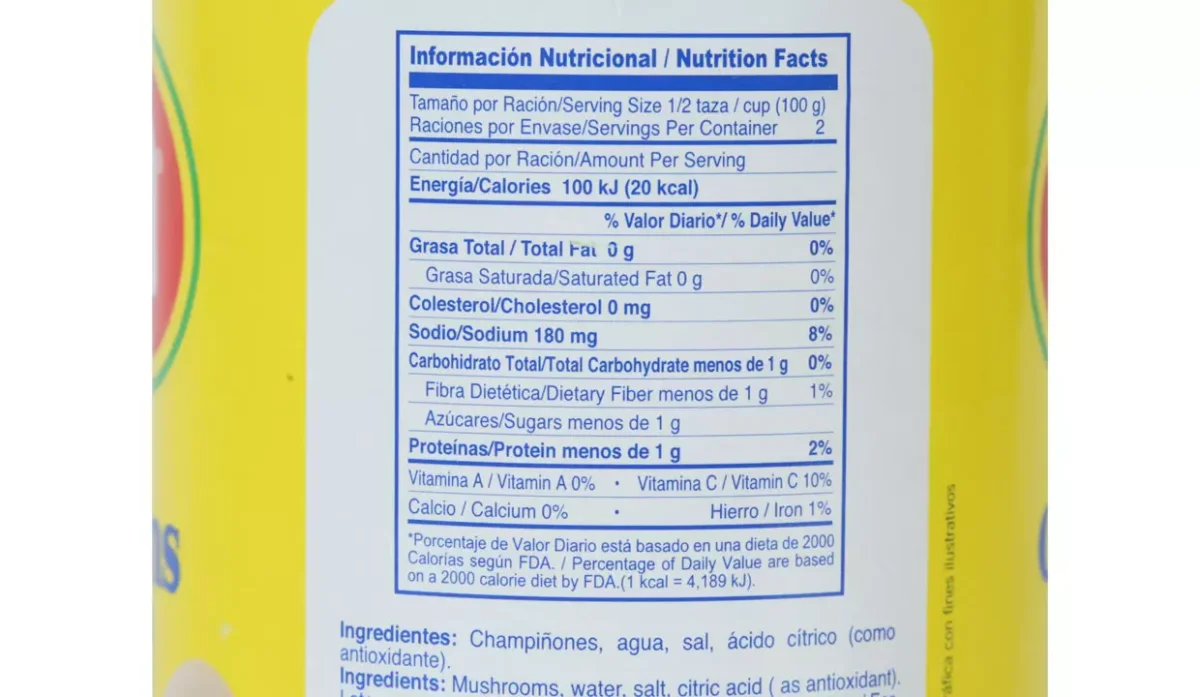 Información Nutricional / Nutrition Facts
Tamaño por Ración/Serving Size 1/2 taza / cup (100 g)
Raciones por Envase/Servings Per Container 2
Cantidad por Ración/Amount Per Serving
Energía/Calories 100 kJ (20 kcal)
% Valor Diario*/ % Daily Value*
Grasa Total / Total Fat 0 g 0%
Grasa Saturada/Saturated Fat 0 g 0%
Colesterol/Cholesterol 0 mg 0%
Sodio/Sodium 180 mg 8%
Carbohidrato Total/Total Carbohydrate menos de 1 g 0%
Fibra Dietética/Dietary Fiber menos de 1 g 1%
Azúcares/Sugars menos de 1 g
Proteínas/Protein menos de 1 g 2%
Vitamina A / Vitamin A 0% • Vitamina C / Vitamin C 10%
Calcio / Calcium 0% • Hierro / Iron 1%
*Porcentaje de Valor Diario está basado en una dieta de 2000
Calorías según FDA. / Percentage of Daily Value are based
on a 2000 calorie diet by FDA.(1 kcal = 4,189 kJ).
Ingredientes: Champiñones, agua, sal, ácido cítrico (como
antioxidante).
Ingredients: Mushrooms, water, salt, citric acid ( as antioxidant).
con fines ilustrativos